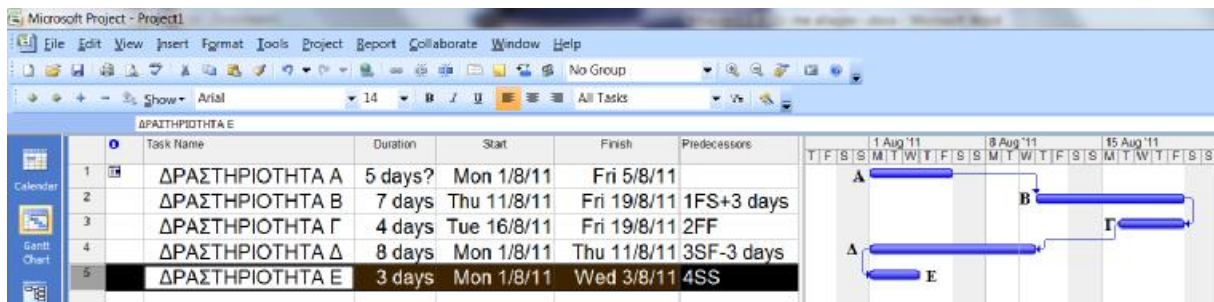 Microsoft Project - Project1
File Edit View Insert Format Tools Project Report Collaborate Window Help
No Group
Show Arial 14 B I U All Tasks
ΔΡΑΣΤΗΡΙΟΤΗΤΑ Ε
Task Name Duration Start Finish Predecessors 1 Aug '11 8 Aug '11 15 Aug '11
T F S S M T W T F S S M T W T F S S M T W T F S S
Calendar
1 ΔΡΑΣΤΗΡΙΟΤΗΤΑ Α 5 days? Mon 1/8/11 Fri 5/8/11 Α
2 ΔΡΑΣΤΗΡΙΟΤΗΤΑ Β 7 days Thu 11/8/11 Fri 19/8/11 1FS+3 days Β
3 ΔΡΑΣΤΗΡΙΟΤΗΤΑ Γ 4 days Tue 16/8/11 Fri 19/8/11 2FF Γ
Gantt Chart
4 ΔΡΑΣΤΗΡΙΟΤΗΤΑ Δ 8 days Mon 1/8/11 Thu 11/8/11 3SF-3 days Δ
5 ΔΡΑΣΤΗΡΙΟΤΗΤΑ Ε 3 days Mon 1/8/11 Wed 3/8/11 4SS Ε